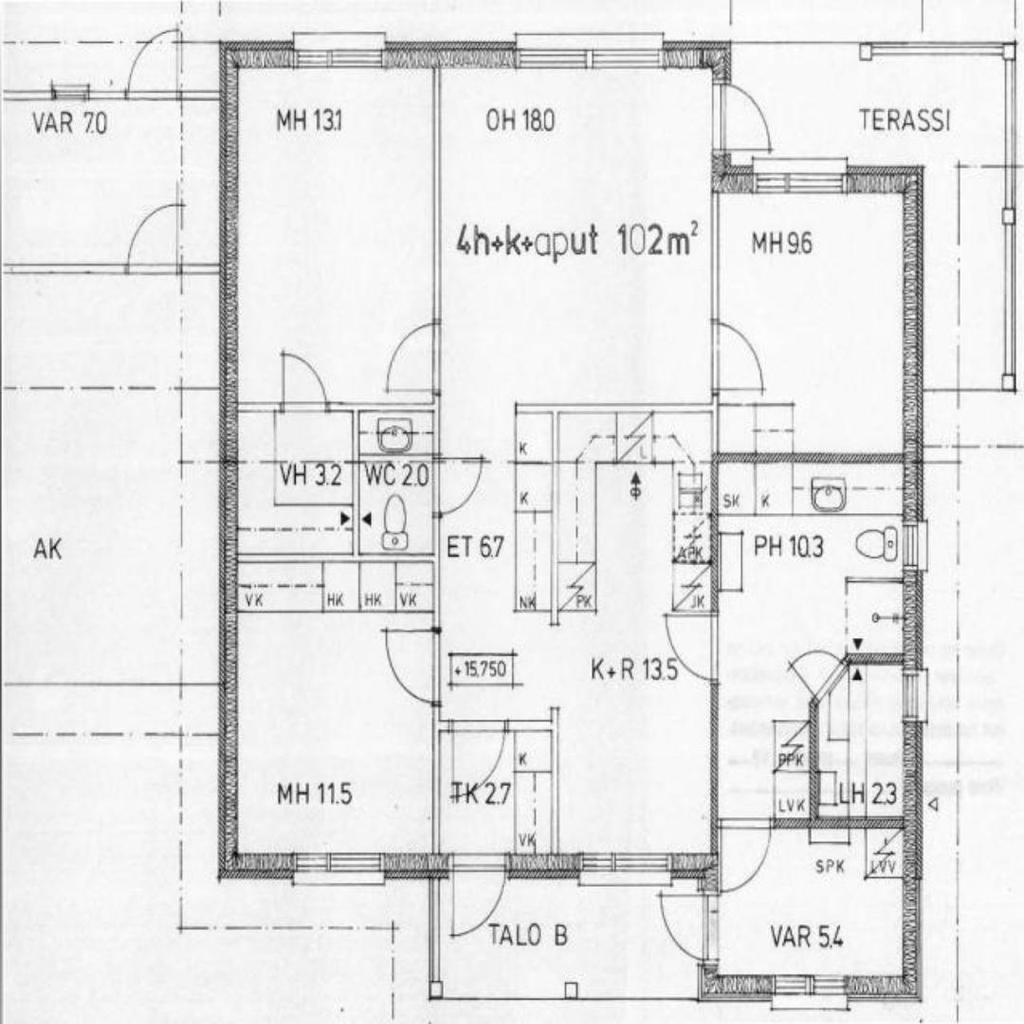 VAR 7.0
MH 13.1
OH 18.0
TERASSI
4h+k+aput 102m²
MH 9.6
K
L
VH 3.2
WC 2.0
K
SK
K
AK
ET 6.7
APK
PH 10.3
VK
HK
HK
VK
NK
PK
JK
+15.750
K+R 13.5
K
PPK
MH 11.5
TK 2.7
LVK
LH 2.3
VK
SPK
LVV
TALO B
VAR 5.4